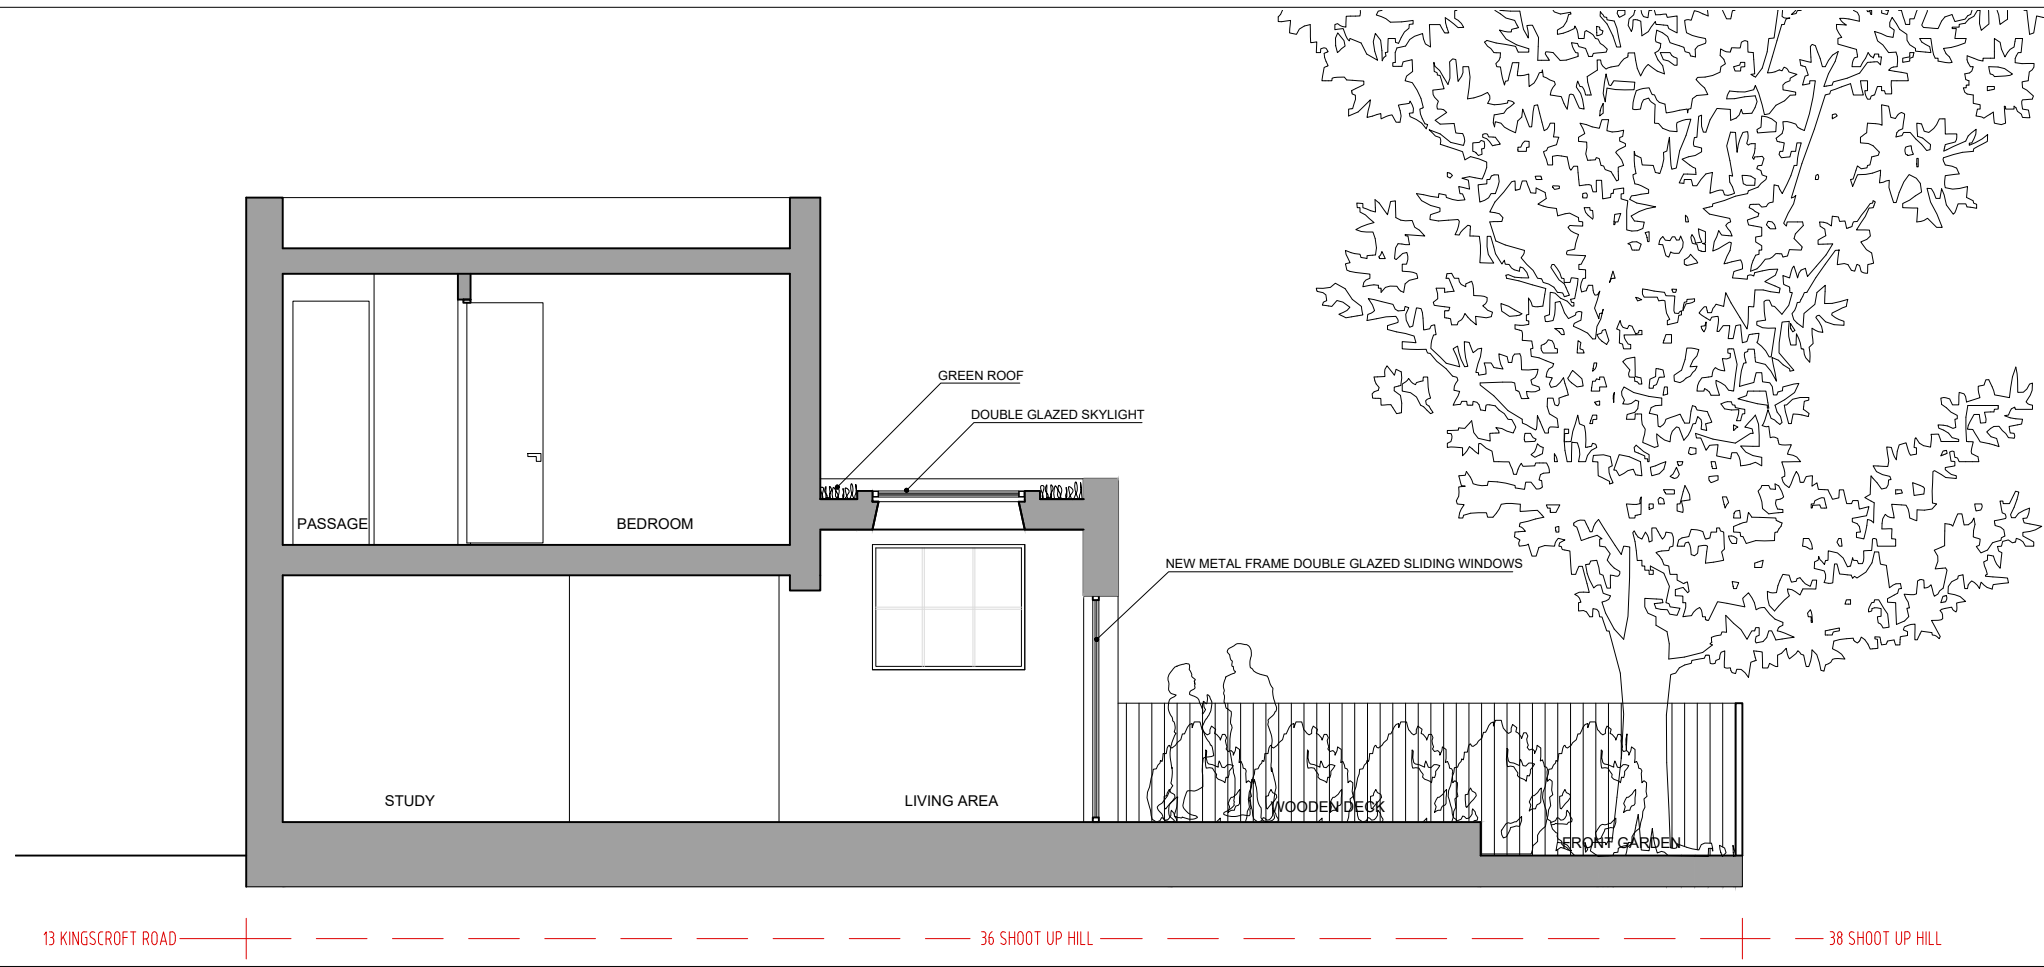 GREEN ROOF
DOUBLE GLAZED SKYLIGHT
PASSAGE
BEDROOM
NEW METAL FRAME DOUBLE GLAZED SLIDING WINDOWS
STUDY
LIVING AREA
WOODEN DECK
FRONT GARDEN
13 KINGSCROFT ROAD
36 SHOOT UP HILL
38 SHOOT UP HILL